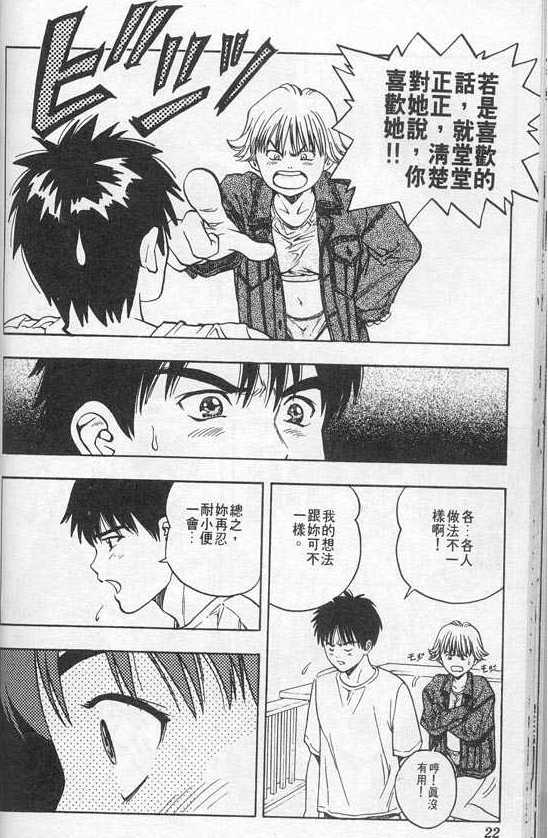 若是喜歡的
話，就堂堂
正正，清楚
對她說，你
喜歡她!!
ビシッ
各…各人
做法不一
樣啊！
我的想法
跟妳可不
一樣。
哼！真沒
有用！
總之，
妳再忍
耐小便
一會…
22